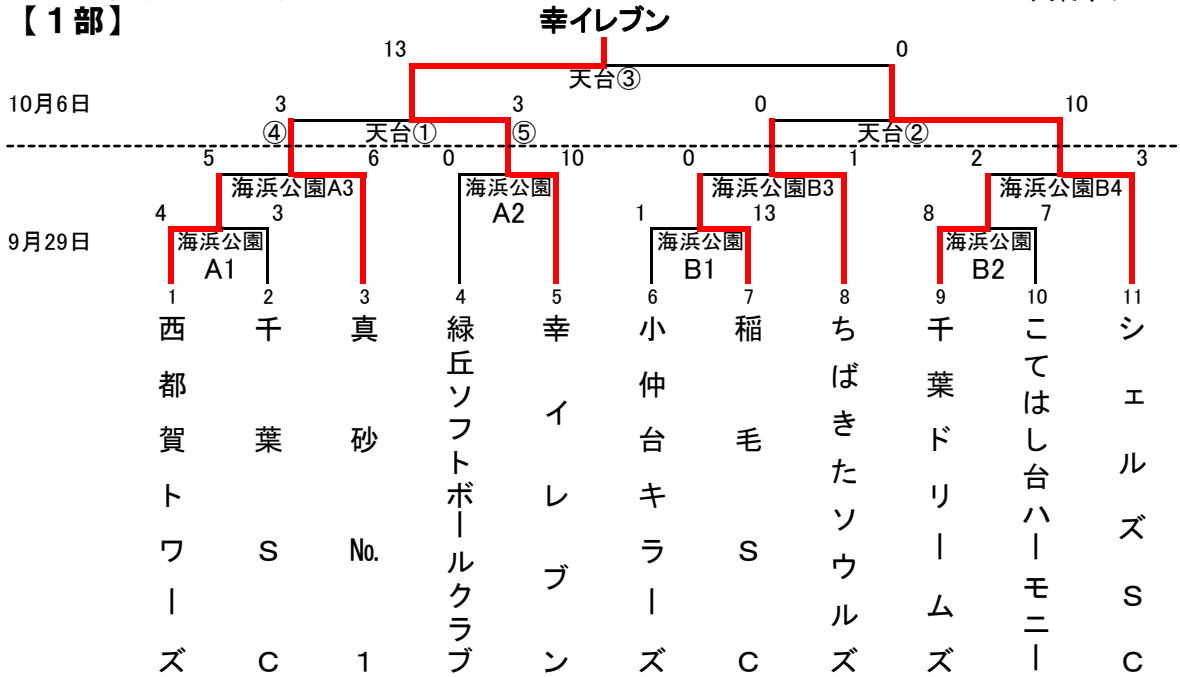 【１部】
幸イレブン
13
0
天台③
10月6日
3
3
0
10
④
天台①
⑤
天台②
5
6
0
10
0
1
2
3
海浜公園A3
海浜公園
A2
海浜公園B3
海浜公園B4
4
3
1
13
8
7
9月29日
海浜公園
A1
海浜公園
B1
海浜公園
B2
1
2
3
4
5
6
7
8
9
10
11
西都賀トワーズ
千葉ＳＣ
真砂№1
緑丘ソフトボールクラブ
幸イレブン
小仲台キラーズ
稲毛ＳＣ
ちばきたソウルズ
千葉ドリームズ
こてはし台ハーモニー
シェルズＳＣ